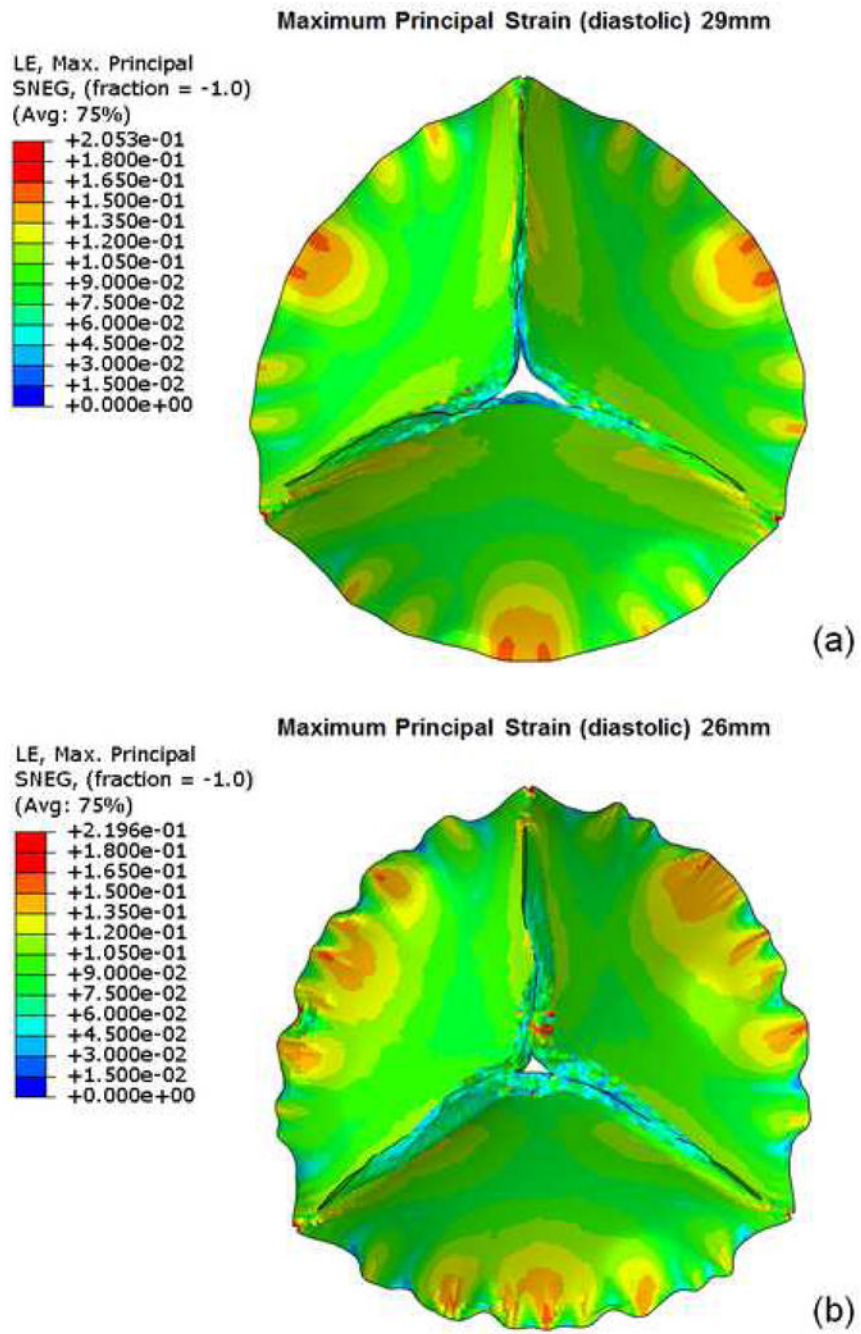 Maximum Principal Strain (diastolic) 29mm
LE, Max. Principal
SNEG, (fraction = -1.0)
(Avg: 75%)
+2.053e-01
+1.800e-01
+1.650e-01
+1.500e-01
+1.350e-01
+1.200e-01
+1.050e-01
+9.000e-02
+7.500e-02
+6.000e-02
+4.500e-02
+3.000e-02
+1.500e-02
+0.000e+00
(a)
Maximum Principal Strain (diastolic) 26mm
LE, Max. Principal
SNEG, (fraction = -1.0)
(Avg: 75%)
+2.196e-01
+1.800e-01
+1.650e-01
+1.500e-01
+1.350e-01
+1.200e-01
+1.050e-01
+9.000e-02
+7.500e-02
+6.000e-02
+4.500e-02
+3.000e-02
+1.500e-02
+0.000e+00
(b)